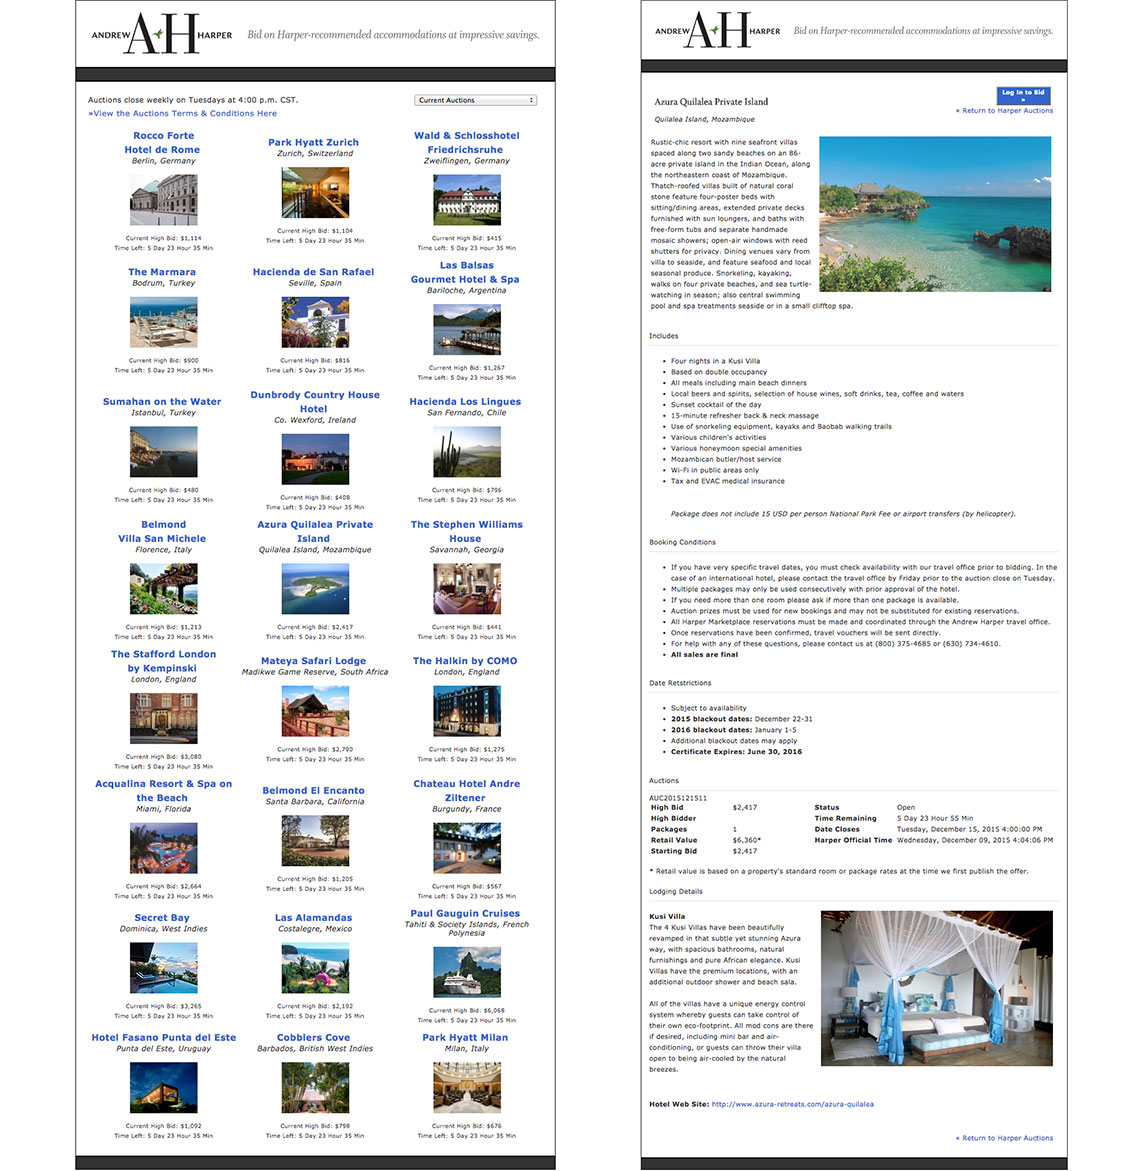 ANDREW AH HARPER
Bid on Harper-recommended accommodations at impressive savings.
Auctions close weekly on Tuesdays at 4:00 p.m. CST.
Current Auctions
»View the Auctions Terms & Conditions Here
Rocco Forte
Hotel de Rome
Berlin, Germany
Current High Bid: $1,114
Time Left: 5 Day 23 Hour 35 Min
Park Hyatt Zurich
Zurich, Switzerland
Current High Bid: $1,104
Time Left: 5 Day 23 Hour 35 Min
Wald & Schlosshotel
Friedrichsruhe
Zweiflingen, Germany
Current High Bid: $415
Time Left: 5 Day 23 Hour 35 Min
The Marmara
Bodrum, Turkey
Current High Bid: $900
Time Left: 5 Day 23 Hour 35 Min
Hacienda de San Rafael
Seville, Spain
Current High Bid: $816
Time Left: 5 Day 23 Hour 35 Min
Las Balsas
Gourmet Hotel & Spa
Bariloche, Argentina
Current High Bid: $1,267
Time Left: 5 Day 23 Hour 35 Min
Sumahan on the Water
Istanbul, Turkey
Current High Bid: $480
Time Left: 5 Day 23 Hour 35 Min
Dunbrody Country House
Hotel
Co. Wexford, Ireland
Current High Bid: $408
Time Left: 5 Day 23 Hour 35 Min
Hacienda Los Lingues
San Fernando, Chile
Current High Bid: $796
Time Left: 5 Day 23 Hour 35 Min
Belmond
Villa San Michele
Florence, Italy
Current High Bid: $1,213
Time Left: 5 Day 23 Hour 35 Min
Azura Quilalea Private
Island
Quilalea Island, Mozambique
Current High Bid: $2,417
Time Left: 5 Day 23 Hour 35 Min
The Stephen Williams
House
Savannah, Georgia
Current High Bid: $441
Time Left: 5 Day 23 Hour 35 Min
The Stafford London
by Kempinski
London, England
Current High Bid: $3,080
Time Left: 5 Day 23 Hour 35 Min
Mateya Safari Lodge
Madikwe Game Reserve, South Africa
Current High Bid: $2,790
Time Left: 5 Day 23 Hour 35 Min
The Halkin by COMO
London, England
Current High Bid: $1,275
Time Left: 5 Day 23 Hour 35 Min
Acqualina Resort & Spa on
the Beach
Miami, Florida
Current High Bid: $2,664
Time Left: 5 Day 23 Hour 35 Min
Belmond El Encanto
Santa Barbara, California
Current High Bid: $1,205
Time Left: 5 Day 23 Hour 35 Min
Chateau Hotel Andre
Ziltener
Burgundy, France
Current High Bid: $567
Time Left: 5 Day 23 Hour 35 Min
Secret Bay
Dominica, West Indies
Current High Bid: $3,265
Time Left: 5 Day 23 Hour 35 Min
Las Alamandas
Costalegre, Mexico
Current High Bid: $2,192
Time Left: 5 Day 23 Hour 35 Min
Paul Gauguin Cruises
Tahiti & Society Islands, French
Polynesia
Current High Bid: $6,068
Time Left: 5 Day 23 Hour 35 Min
Hotel Fasano Punta del Este
Punta del Este, Uruguay
Current High Bid: $1,092
Time Left: 5 Day 23 Hour 35 Min
Cobblers Cove
Barbados, British West Indies
Current High Bid: $798
Time Left: 5 Day 23 Hour 35 Min
Park Hyatt Milan
Milan, Italy
Current High Bid: $676
Time Left: 5 Day 23 Hour 35 Min
ANDREW AH HARPER
Bid on Harper-recommended accommodations at impressive savings.
Log In to Bid
»
Azura Quilalea Private Island
« Return to Harper Auctions
Quilalea Island, Mozambique
Rustic-chic resort with nine seafront villas
spaced along two sandy beaches on an 86-
acre private island in the Indian Ocean, along
the northeastern coast of Mozambique.
Thatch-roofed villas built of natural coral
stone feature four-poster beds with
sitting/dining areas, extended private decks
furnished with sun loungers, and baths with
free-form tubs and separate handmade
mosaic showers; open-air windows with reed
shutters for privacy. Dining venues vary from
villa to seaside, and feature seafood and local
seasonal produce. Snorkeling, kayaking,
walks on four private beaches, and sea turtle-
watching in season; also central swimming
pool and spa treatments seaside or in a small clifftop spa.
Includes
• Four nights in a Kusi Villa
• Based on double occupancy
• All meals including main beach dinners
• Local beers and spirits, selection of house wines, soft drinks, tea, coffee and waters
• Sunset cocktail of the day
• 15-minute refresher back & neck massage
• Use of snorkeling equipment, kayaks and Baobab walking trails
• Various children's activities
• Various honeymoon special amenities
• Mozambican butler/host service
• Wi-Fi in public areas only
• Tax and EVAC medical insurance
Package does not include 15 USD per person National Park Fee or airport transfers (by helicopter).
Booking Conditions
• If you have very specific travel dates, you must check availability with our travel office prior to bidding. In the
case of an international hotel, please contact the travel office by Friday prior to the auction close on Tuesday.
• Multiple packages may only be used consecutively with prior approval of the hotel.
• If you need more than one room please ask if more than one package is available.
• Auction prizes must be used for new bookings and may not be substituted for existing reservations.
• All Harper Marketplace reservations must be made and coordinated through the Andrew Harper travel office.
• Once reservations have been confirmed, travel vouchers will be sent directly.
• For help with any of these questions, please contact us at (800) 375-4685 or (630) 734-4610.
• All sales are final
Date Retstrictions
• Subject to availability
• 2015 blackout dates: December 22-31
• 2016 blackout dates: January 1-5
• Additional blackout dates may apply
• Certificate Expires: June 30, 2016
Auctions
AUC2015121511
High Bid $2,417 Status Open
High Bidder Time Remaining 5 Day 23 Hour 55 Min
Packages 1 Date Closes Tuesday, December 15, 2015 4:00:00 PM
Retail Value $6,360* Harper Official Time Wednesday, December 09, 2015 4:04:06 PM
Starting Bid $2,417
* Retail value is based on a property's standard room or package rates at the time we first publish the offer.
Lodging Details
Kusi Villa
The 4 Kusi Villas have been beautifully
revamped in that subtle yet stunning Azura
way, with spacious bathrooms, natural
furnishings and pure African elegance. Kusi
Villas have the premium locations, with an
additional outdoor shower and beach sala.
All of the villas have a unique energy control
system whereby guests can take control of
their own eco-footprint. All mod cons are there
if desired, including mini bar and air-
conditioning, or guests can throw their villa
open to being air-cooled by the natural
breezes.
Hotel Web Site: http://www.azura-retreats.com/azura-quilalea
« Return to Harper Auctions